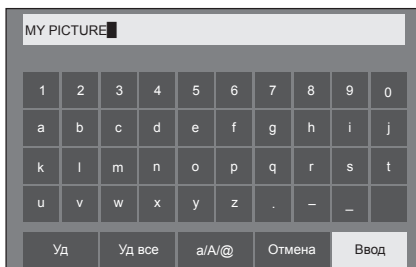 MY PICTURE
1 2 3 4 5 6 7 8 9 0
a b c d e f g h i j
k l m n o p q r s t
u v w x y z . – _
Уд Уд все a/A/@ Отмена Ввод